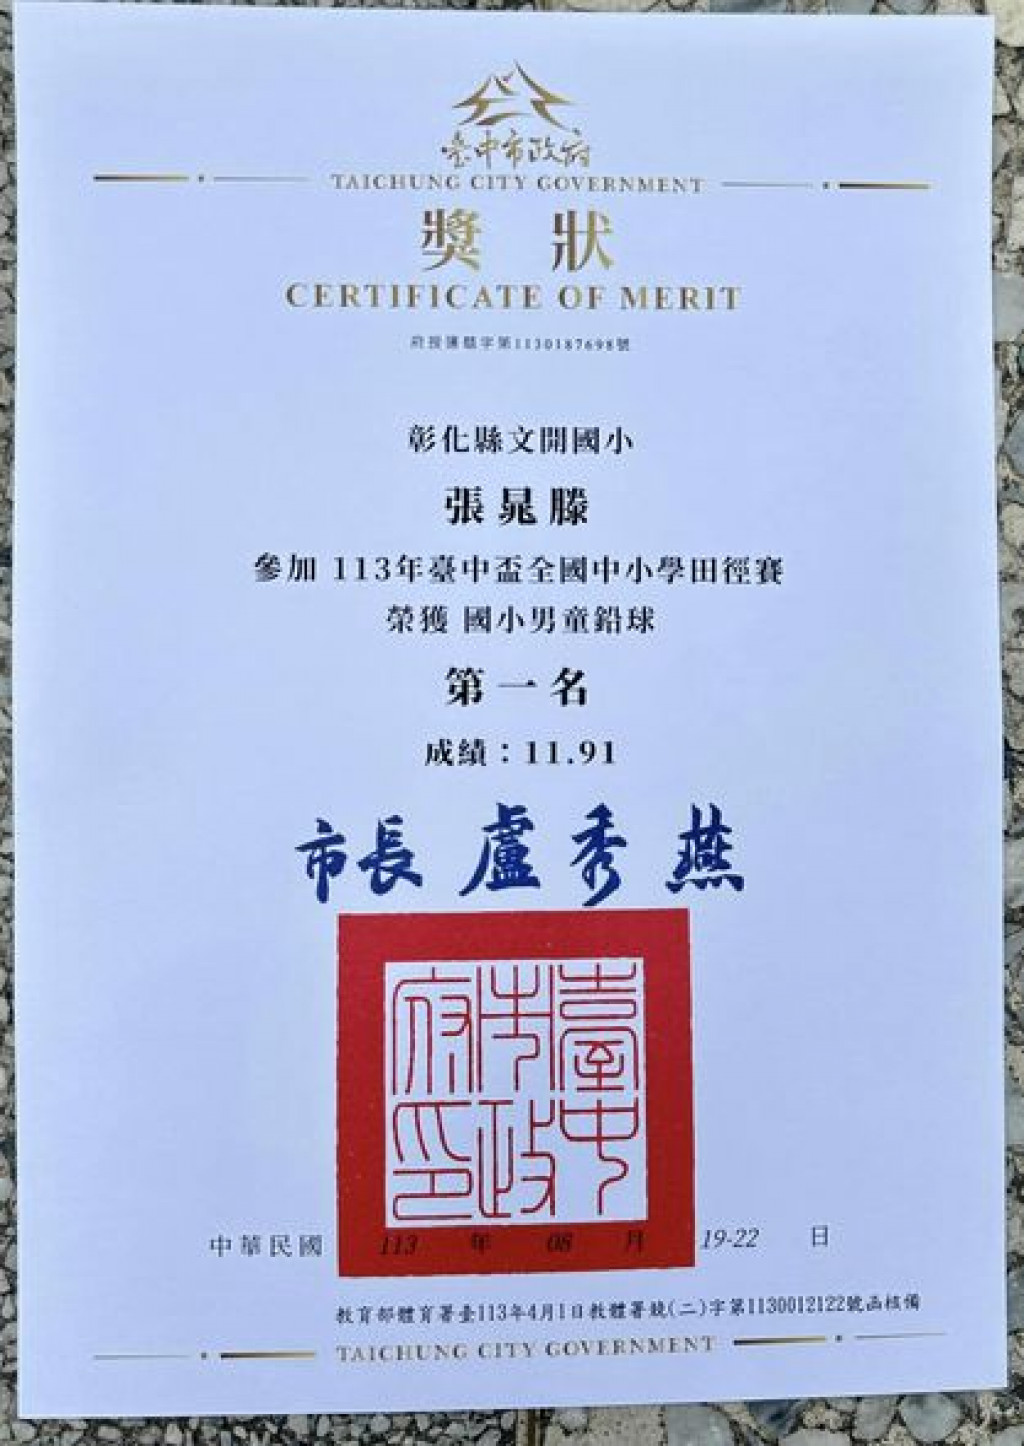 臺中市政府
TAICHUNG CITY GOVERNMENT
獎 狀
CERTIFICATE OF MERIT
府授運競字第1130187698號
彰化縣文開國小
張晁滕
參加 113年臺中盃全國中小學田徑賽
榮獲 國小男童鉛球
第一名
成績：11.91
市長 盧秀燕
臺中市政府印
中華民國 113 年 08 月 19-22 日
教育部體育署臺113年4月1日教體署競(二)字第1130012122號函核備
TAICHUNG CITY GOVERNMENT